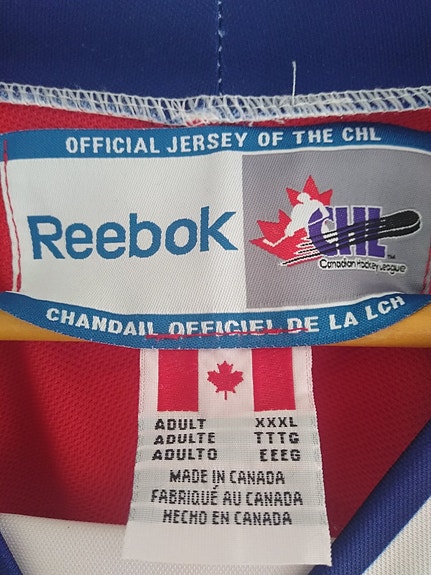 OFFICIAL JERSEY OF THE CHL
Reebok
CHL
TM
Canadian Hockey League
CHANDAIL OFFICIEL DE LA LCH
ADULT XXXL
ADULTE TTTG
ADULTO EEEG
MADE IN CANADA
FABRIQUÉ AU CANADA
HECHO EN CANADA